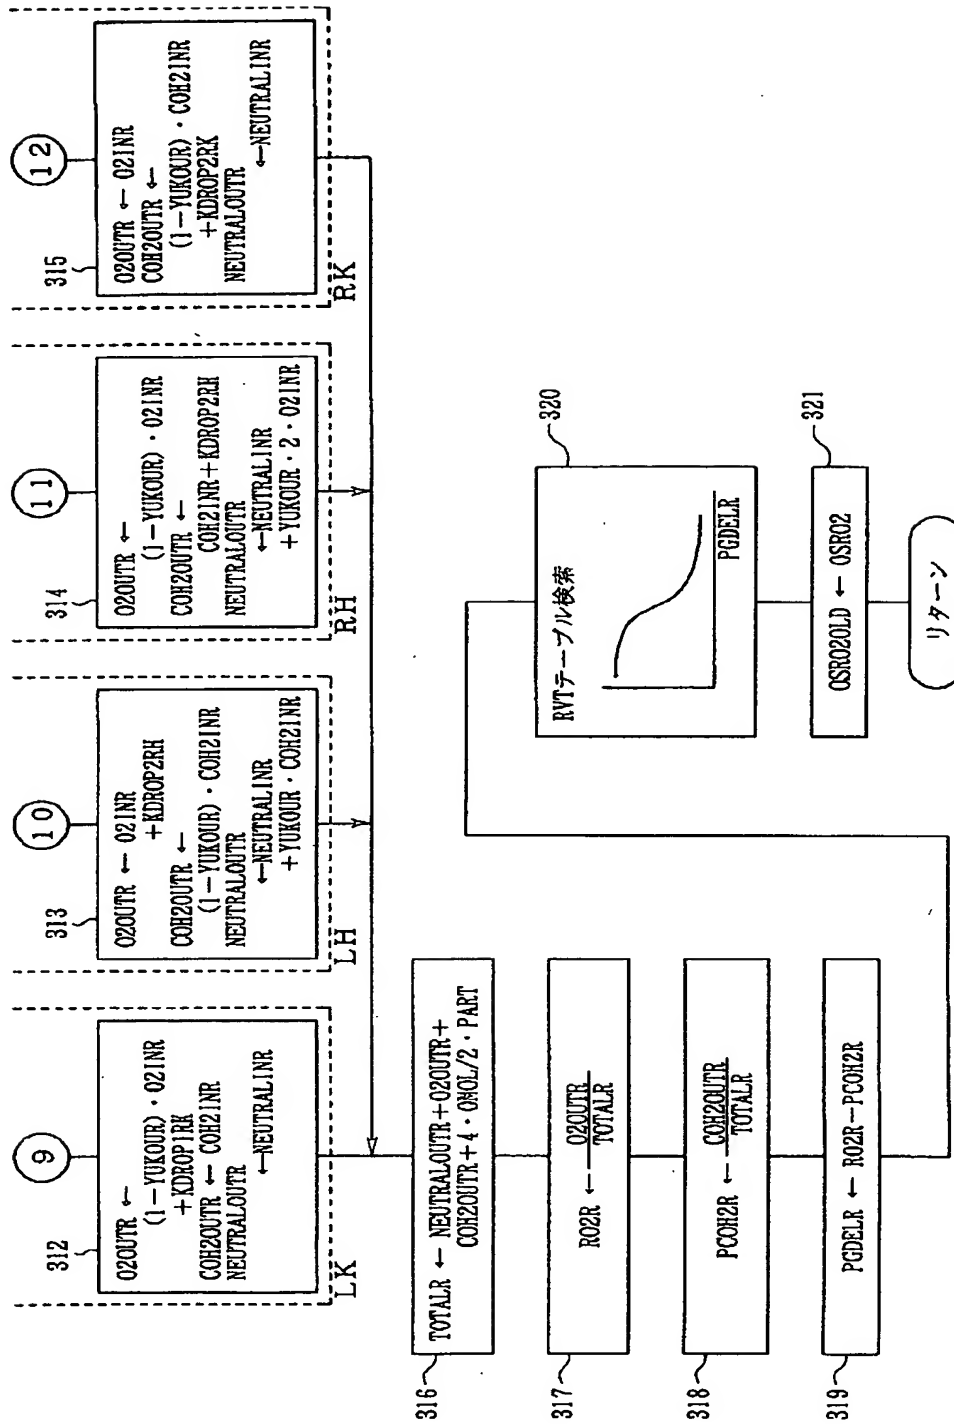 9
312
O2OUTR ←
(1-YUKOUR)・O2INR
+KDROP1RK
COH2OUTR ← COH2INR
NEUTRALOUTR
←NEUTRALINR
LK
10
313
O2OUTR ← O2INR
+KDROP2RH
COH2OUTR ←
(1-YUKOUR)・COH2INR
NEUTRALOUTR
←NEUTRALINR
+YUKOUR・COH2INR
LH
11
314
O2OUTR ←
(1-YUKOUR)・O2INR
COH2OUTR ←
COH2INR+KDROP2RH
NEUTRALOUTR
←NEUTRALINR
+YUKOUR・2・O2INR
RH
12
315
O2OUTR ← O2INR
COH2OUTR ←
(1-YUKOUR)・COH2INR
+KDROP2RK
NEUTRALOUTR
←NEUTRALINR
RK
316
TOTALR ← NEUTRALOUTR+O2OUTR+
COH2OUTR+4・OMOL/2・PART
317
RO2R ← O2OUTR
TOTALR
318
PCOH2R ← COH2OUTR
TOTALR
319
PGDELR ← RO2R-PCOH2R
320
RVTテーブル検索
PGDELR
321
OSRO2OLD ← OSRO2
リターン